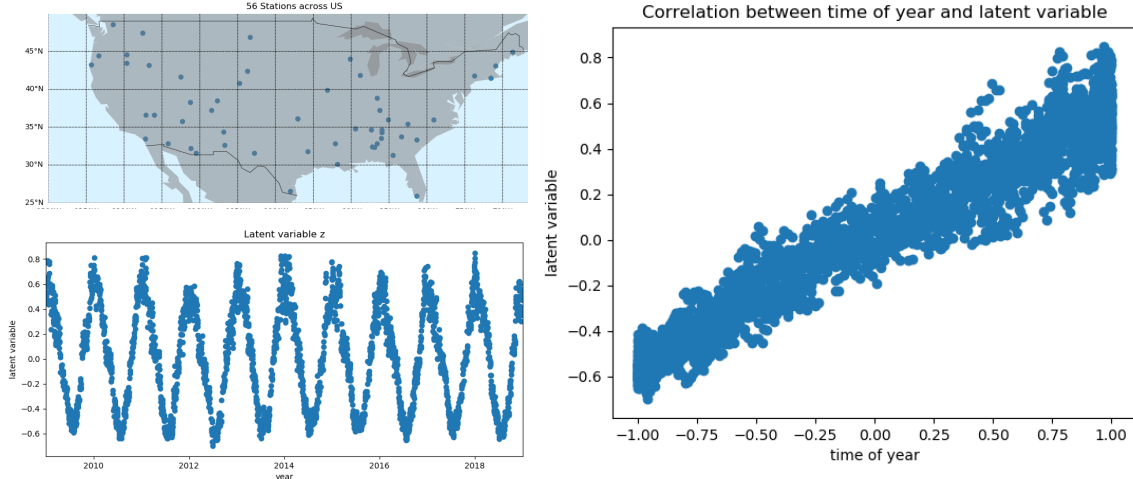 56 Stations across US
45°N
40°N
35°N
30°N
25°N
Latent variable z
0.8
0.6
0.4
0.2
0.0
−0.2
−0.4
−0.6
latent variable
2010 2012 2014 2016 2018
year
Correlation between time of year and latent variable
0.8
0.6
0.4
0.2
0.0
−0.2
−0.4
−0.6
latent variable
−1.00 −0.75 −0.50 −0.25 0.00 0.25 0.50 0.75 1.00
time of year